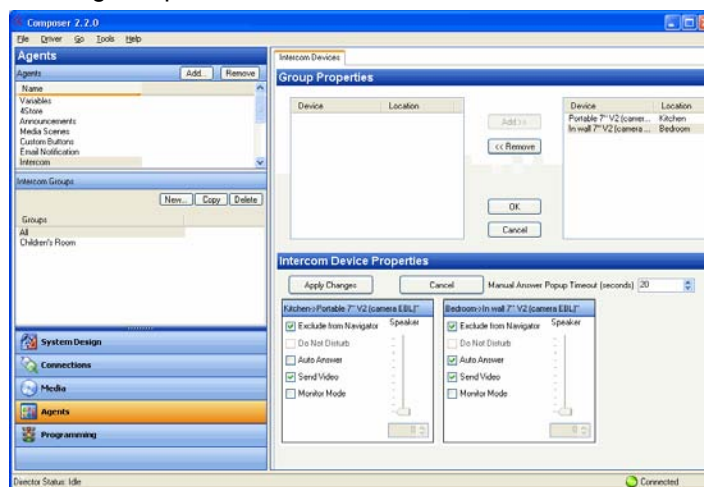 Composer 2.2.0
File Driver Go Tools Help
Agents
Agents Add... Remove
Name
Variables
4Store
Announcements
Media Scenes
Custom Buttons
Email Notification
Intercom
Intercom Groups
New... Copy Delete
Groups
All
Children's Room
System Design
Connections
Media
Agents
Programming
Intercom Devices
Group Properties
Device Location
Add >>
<< Remove
OK
Cancel
Device Location
Portable 7" V2 (camer... Kitchen
In wall 7" V2 (camera ... Bedroom
Intercom Device Properties
Apply Changes Cancel Manual Answer Popup Timeout (seconds) 20
Kitchen->Portable 7" V2 (camera EBL)"
Exclude from Navigator Speaker
Do Not Disturb
Auto Answer
Send Video
Monitor Mode
0
Bedroom->In wall 7" V2 (camera EBL)"
Exclude from Navigator Speaker
Do Not Disturb
Auto Answer
Send Video
Monitor Mode
0
Director Status: Idle Connected